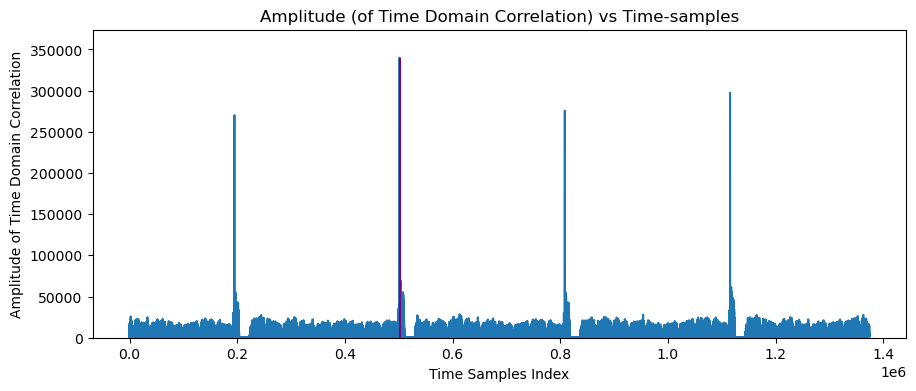 Amplitude (of Time Domain Correlation) vs Time-samples
Amplitude of Time Domain Correlation
350000
300000
250000
200000
150000
100000
50000
0
0.0 0.2 0.4 0.6 0.8 1.0 1.2 1.4
1e6
Time Samples Index